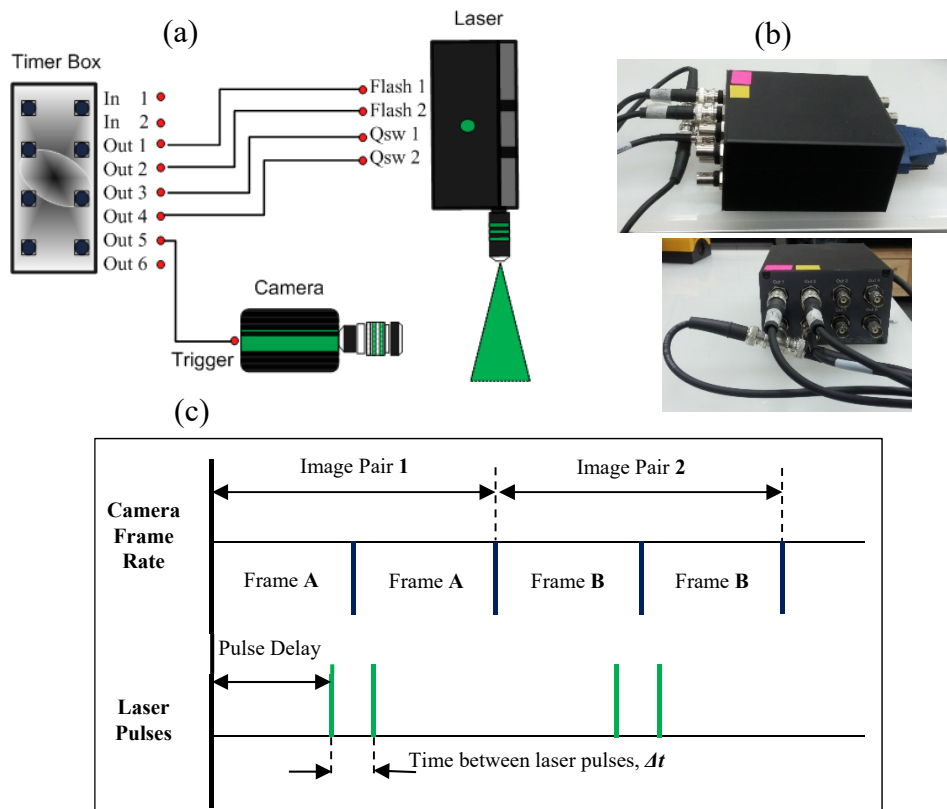 (a)
Timer Box
In 1
In 2
Out 1
Out 2
Out 3
Out 4
Out 5
Out 6
Laser
Flash 1
Flash 2
Qsw 1
Qsw 2
Camera
Trigger
(b)
Out 1
(c)
Image Pair 1
Image Pair 2
Camera
Frame
Rate
Frame A
Frame A
Frame B
Frame B
Pulse Delay
Laser
Pulses
Time between laser pulses, Δt